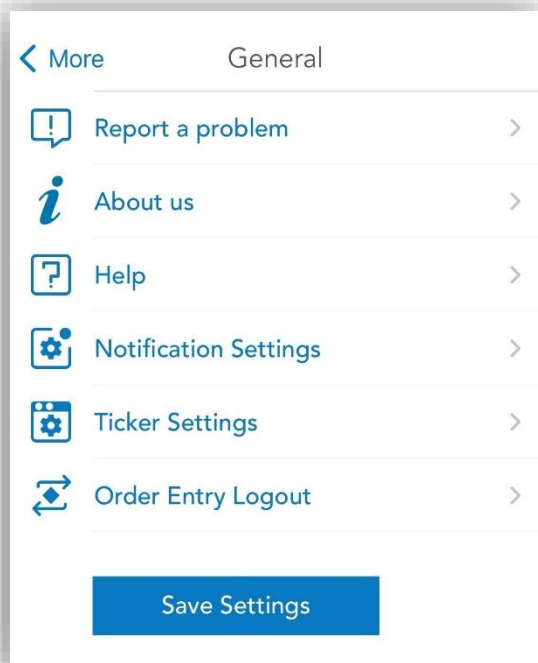 More General
Report a problem
About us
Help
Notification Settings
Ticker Settings
Order Entry Logout
Save Settings